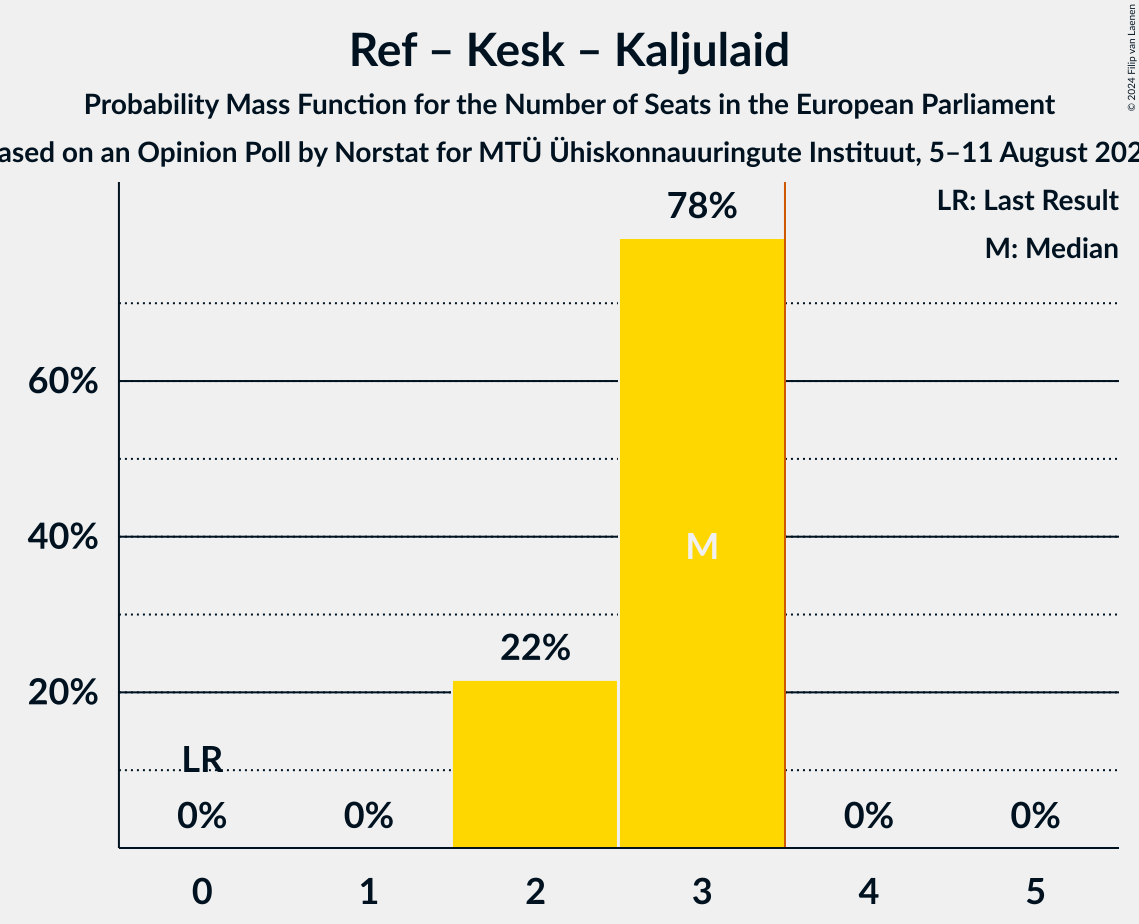 Ref – Kesk – Kaljulaid
Probability Mass Function for the Number of Seats in the European Parliament
ased on an Opinion Poll by Norstat for MTÜ Ühiskonnauuringute Instituut, 5–11 August 202
© 2024 Filip van Laenen
LR: Last Result
M: Median
78%
60%
M
40%
22%
20%
LR
0% 0% 0% 0%
0 1 2 3 4 5